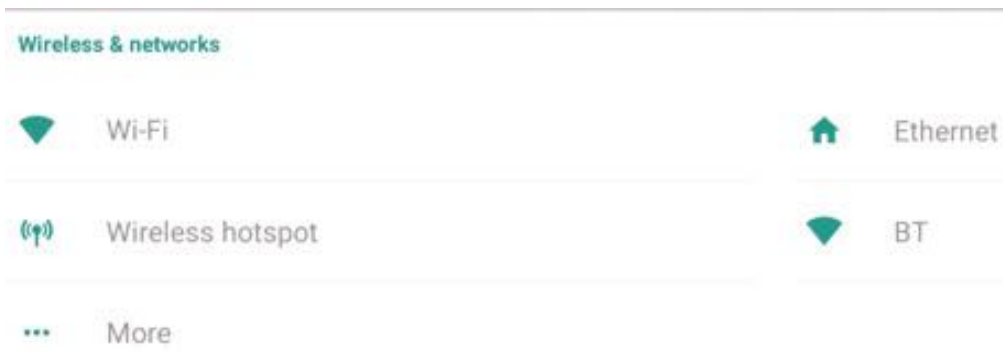 Wireless & networks
Wi-Fi
Ethernet
Wireless hotspot
BT
More